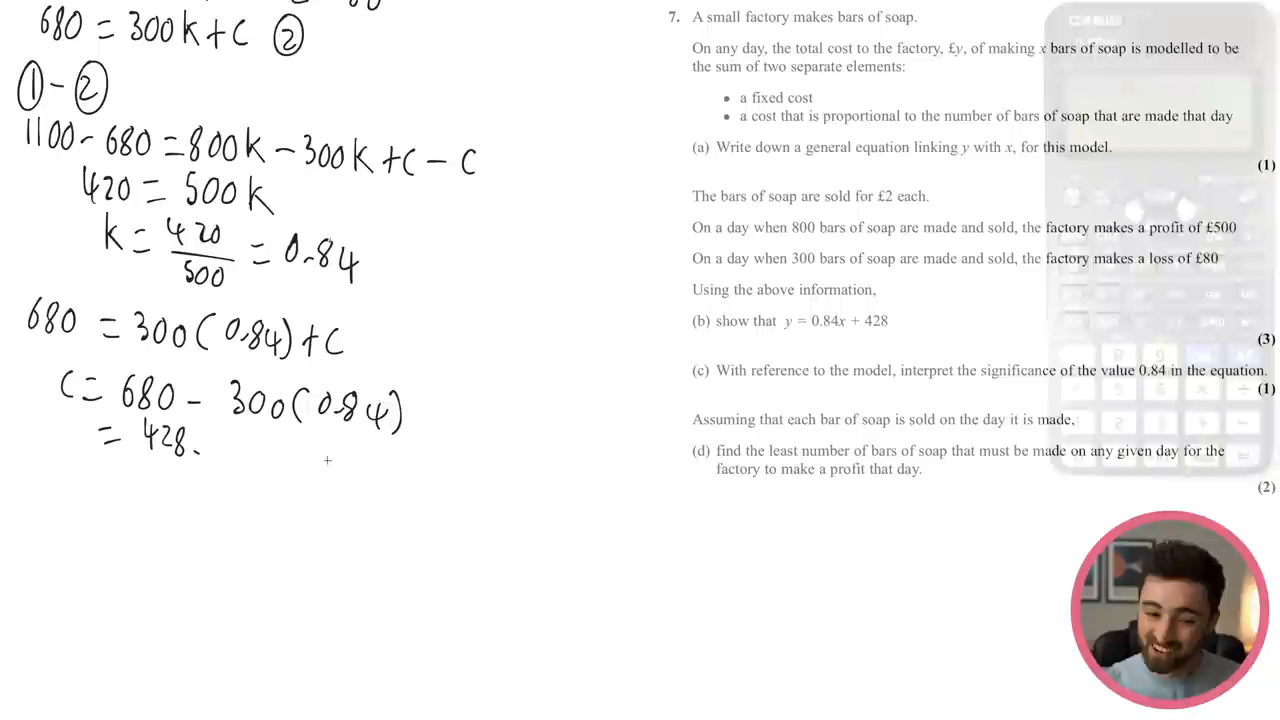 680 = 300k + C ②
① - ②
1100 - 680 = 800k - 300k + C - C
420 = 500k
k = 420/500 = 0.84
680 = 300(0.84) + C
C = 680 - 300(0.84)
= 428.
7. A small factory makes bars of soap.
On any day, the total cost to the factory, £y, of making x bars of soap is modelled to be
the sum of two separate elements:
• a fixed cost
• a cost that is proportional to the number of bars of soap that are made that day
(a) Write down a general equation linking y with x, for this model.
(1)
The bars of soap are sold for £2 each.
On a day when 800 bars of soap are made and sold, the factory makes a profit of £500
On a day when 300 bars of soap are made and sold, the factory makes a loss of £80
Using the above information,
(b) show that y = 0.84x + 428
(3)
(c) With reference to the model, interpret the significance of the value 0.84 in the equation.
(1)
Assuming that each bar of soap is sold on the day it is made,
(d) find the least number of bars of soap that must be made on any given day for the
factory to make a profit that day.
(2)